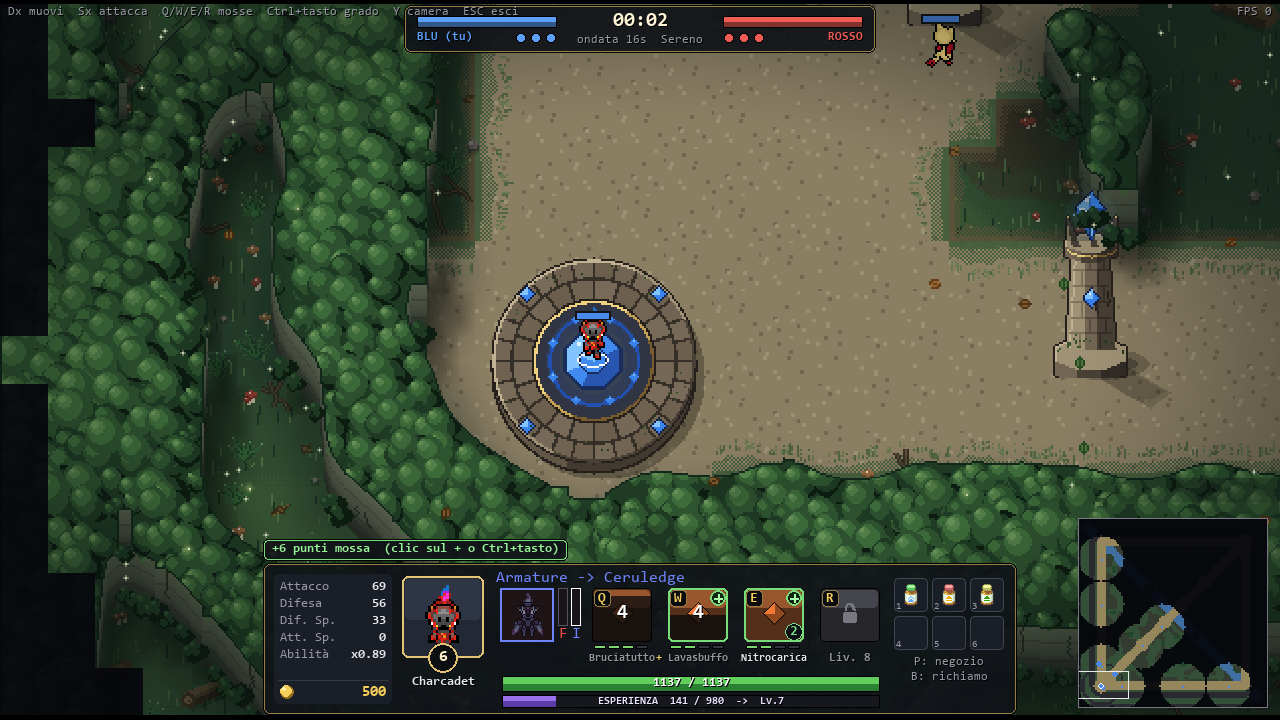 Dx muovi  Sx attacca  Q/W/E/R mosse  Ctrl+tasto grado  Y camera  ESC esci
FPS 0
00:02
BLU (tu)
ondata 16s  Sereno
ROSSO
+6 punti mossa  (clic sul + o Ctrl+tasto)
Attacco 69
Difesa 56
Dif. Sp. 33
Att. Sp. 0
Abilità x0.89
500
6
Charcadet
Armature -> Ceruledge
F I
Q 4
W 4 +
E + 2
R
Bruciatutto+ Lavasbuffo Nitrocarica Liv. 8
1137 / 1137
ESPERIENZA  141 / 980  ->  Lv.7
1 2 3
4 5 6
P: negozio
B: richiamo